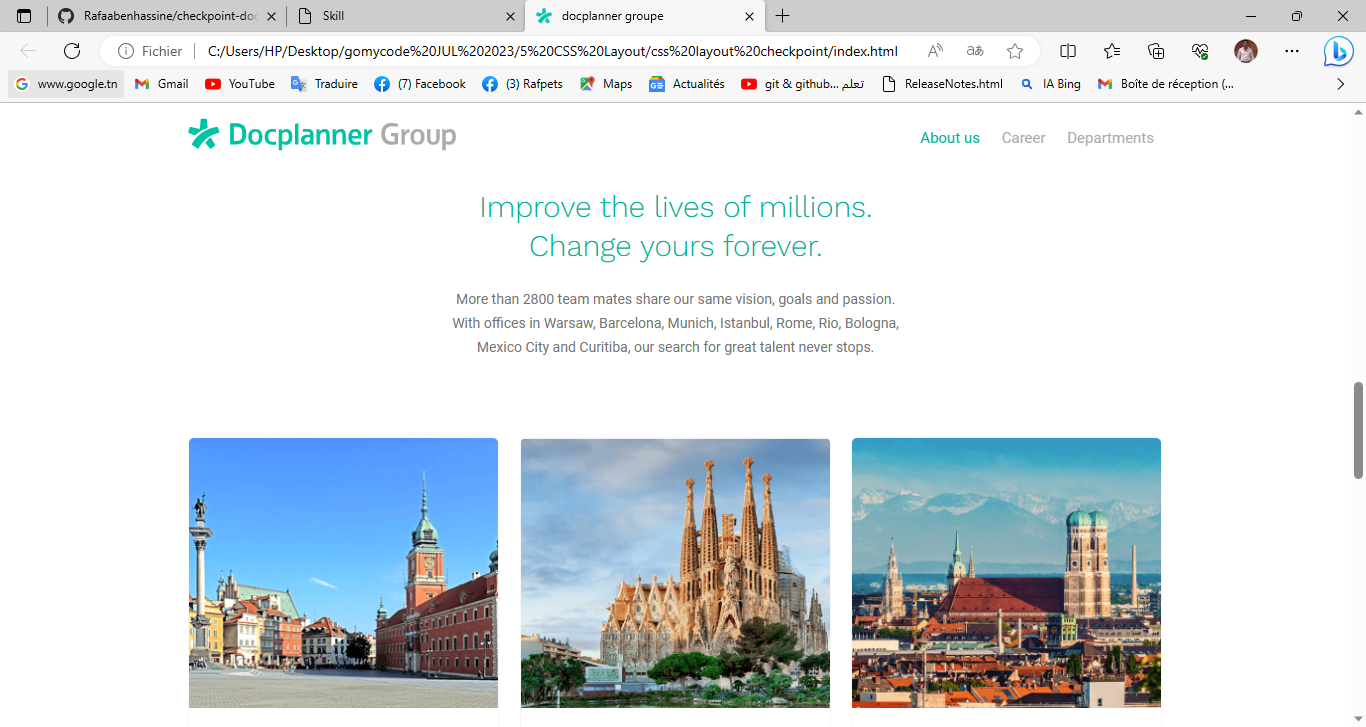 Rafaabenhassine/checkpoint-doc
Skill
docplanner groupe
Fichier
C:/Users/HP/Desktop/gomycode%20JUL%202023/5%20CSS%20Layout/css%20layout%20checkpoint/index.html
www.google.tn
Gmail
YouTube
Traduire
(7) Facebook
(3) Rafpets
Maps
Actualités
git & github... تعلم
ReleaseNotes.html
IA Bing
Boîte de réception (...
Docplanner Group
About us
Career
Departments
Improve the lives of millions.
Change yours forever.
More than 2800 team mates share our same vision, goals and passion.
With offices in Warsaw, Barcelona, Munich, Istanbul, Rome, Rio, Bologna,
Mexico City and Curitiba, our search for great talent never stops.